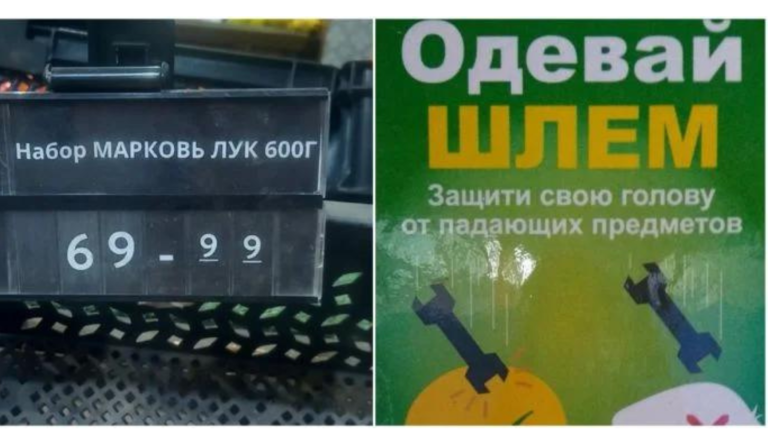 Набор МАРКОВЬ ЛУК 600Г
69 - 99
Одевай
ШЛЕМ
Защити свою голову
от падающих предметов